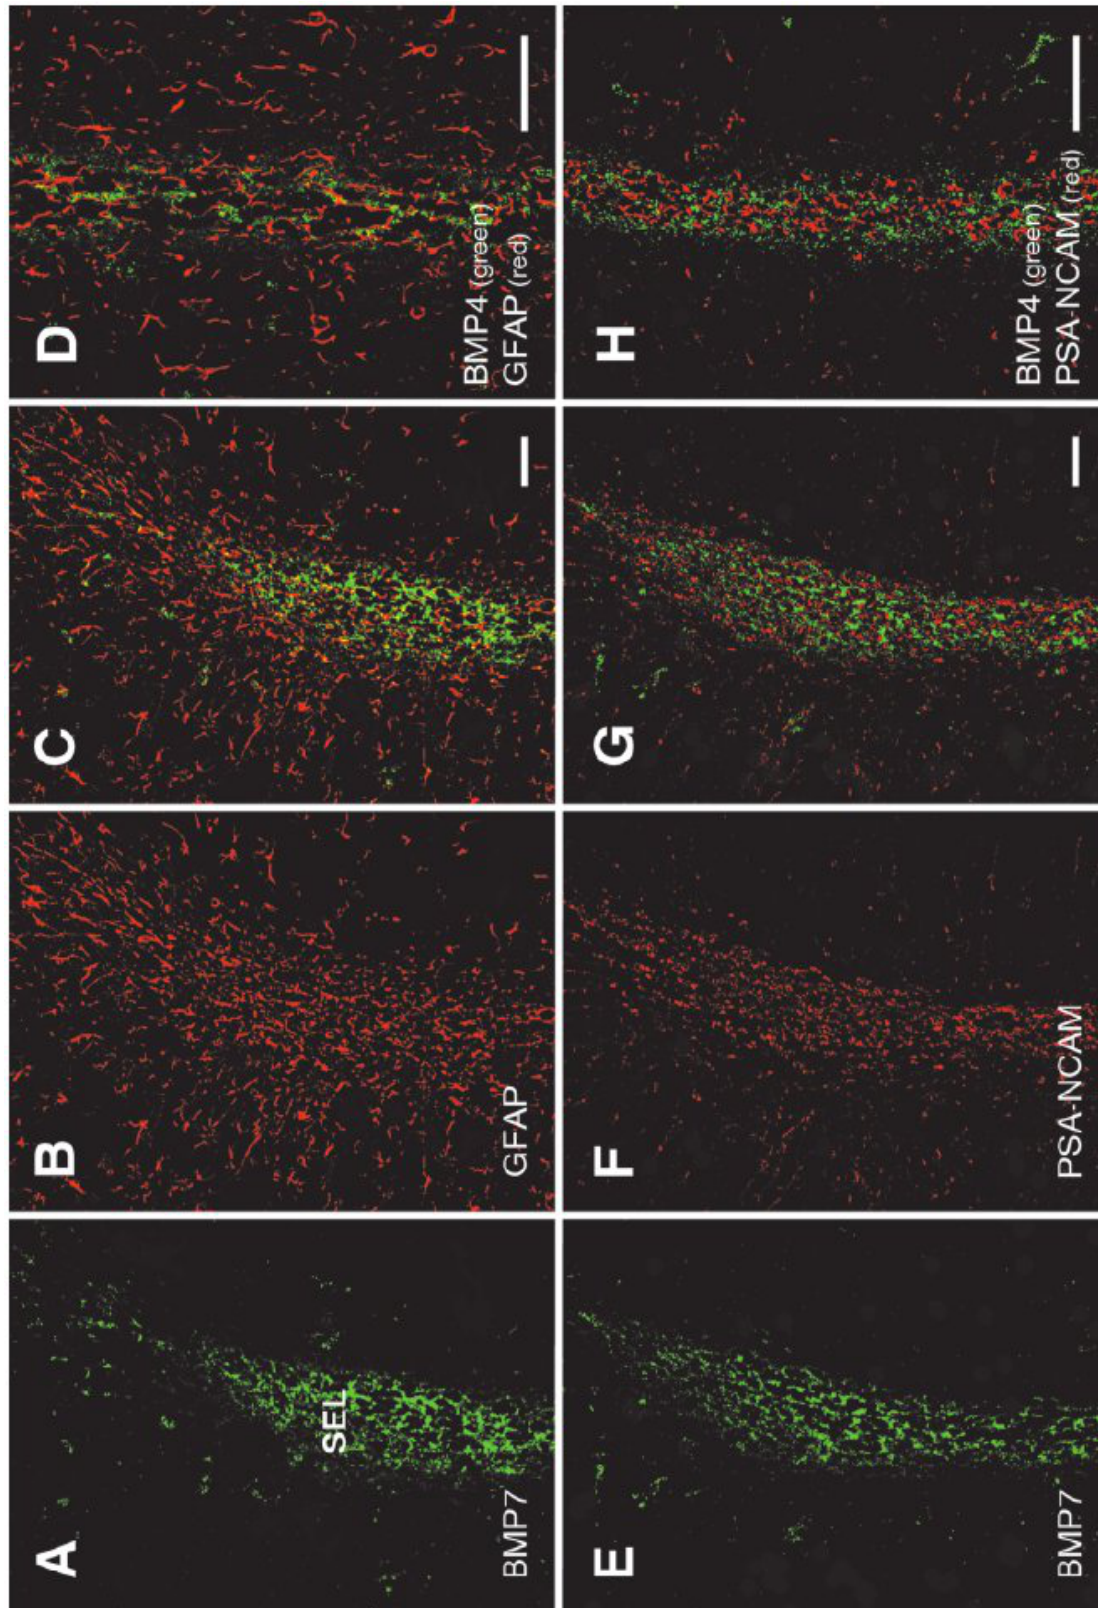 A
SEL
BMP7
B
GFAP
C
D
BMP4 (green)
GFAP (red)
E
BMP7
F
PSA-NCAM
G
H
BMP4 (green)
PSA-NCAM (red)